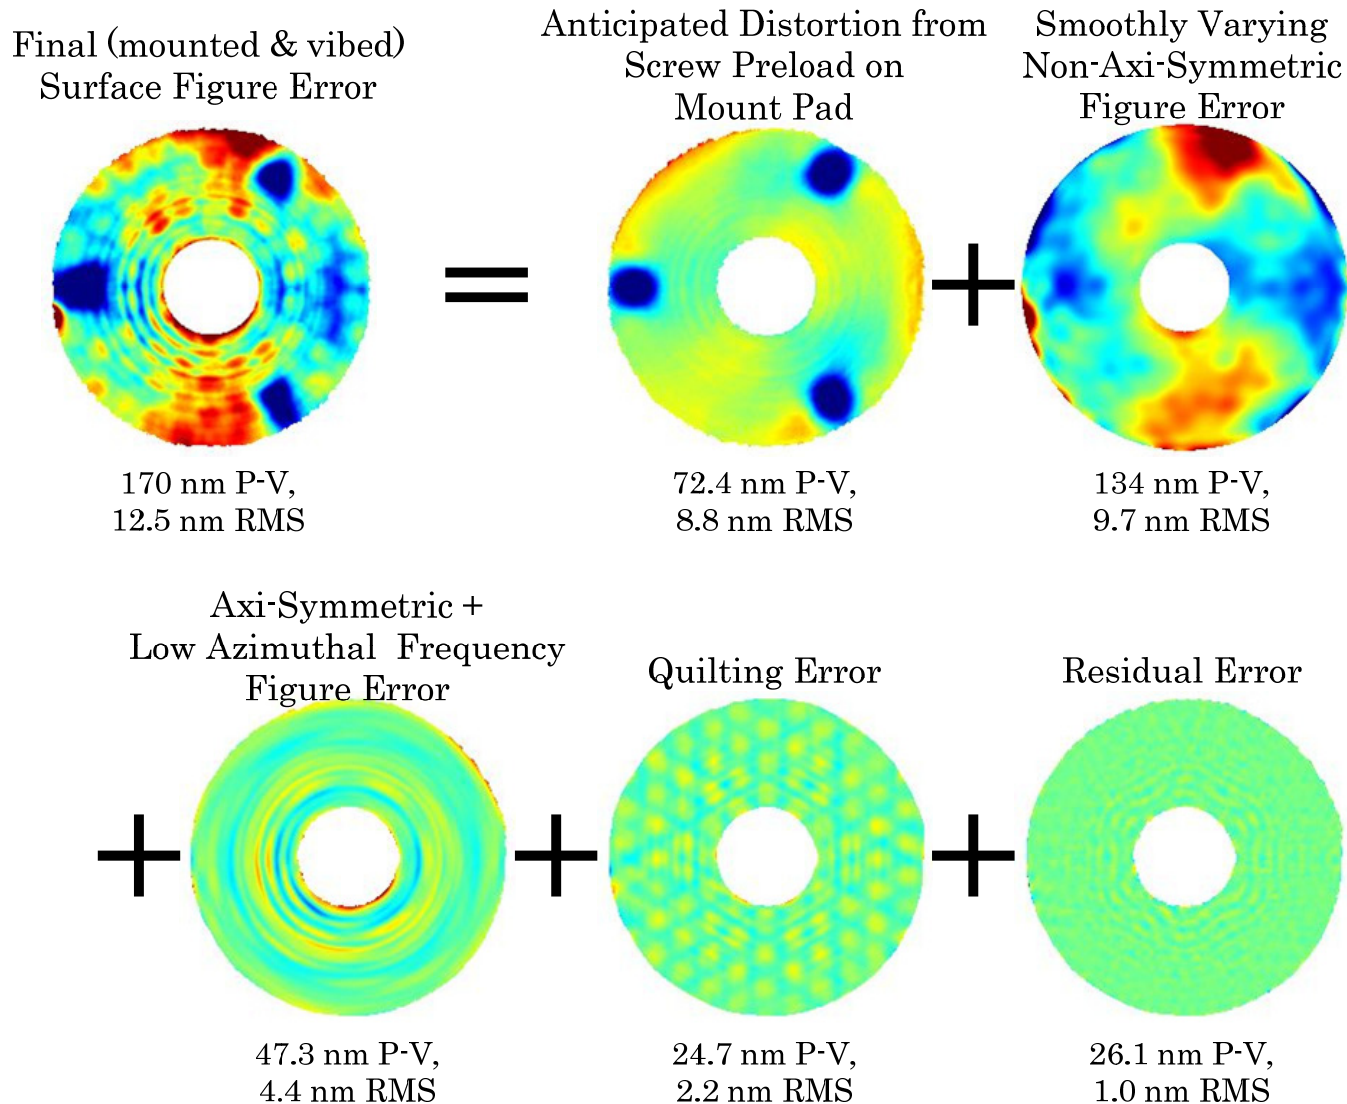 Final (mounted & vibed)
Surface Figure Error
170 nm P-V,
12.5 nm RMS
=
Anticipated Distortion from
Screw Preload on
Mount Pad
72.4 nm P-V,
8.8 nm RMS
+
Smoothly Varying
Non-Axi-Symmetric
Figure Error
134 nm P-V,
9.7 nm RMS
+
Axi-Symmetric +
Low Azimuthal Frequency
Figure Error
47.3 nm P-V,
4.4 nm RMS
+
Quilting Error
24.7 nm P-V,
2.2 nm RMS
+
Residual Error
26.1 nm P-V,
1.0 nm RMS